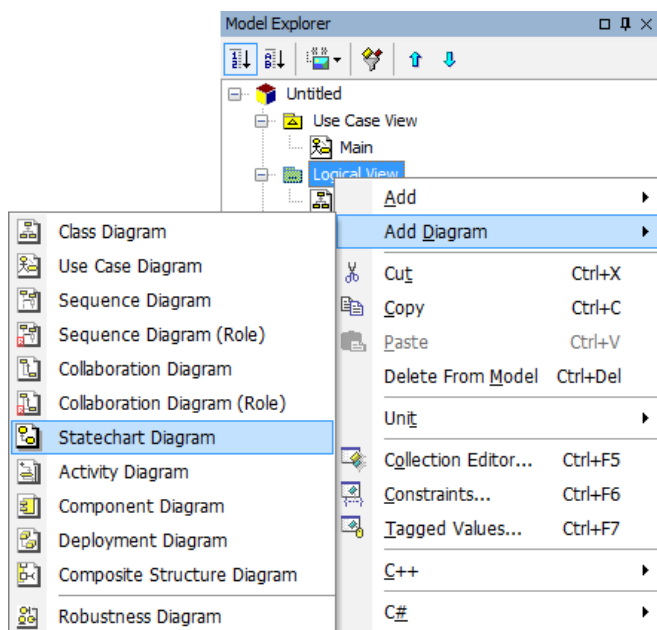 Model Explorer
Untitled
Use Case View
Main
Logical View
Add
Add Diagram
Cut Ctrl+X
Copy Ctrl+C
Paste Ctrl+V
Delete From Model Ctrl+Del
Unit
Collection Editor... Ctrl+F5
Constraints... Ctrl+F6
Tagged Values... Ctrl+F7
C++
C#
Class Diagram
Use Case Diagram
Sequence Diagram
Sequence Diagram (Role)
Collaboration Diagram
Collaboration Diagram (Role)
Statechart Diagram
Activity Diagram
Component Diagram
Deployment Diagram
Composite Structure Diagram
Robustness Diagram